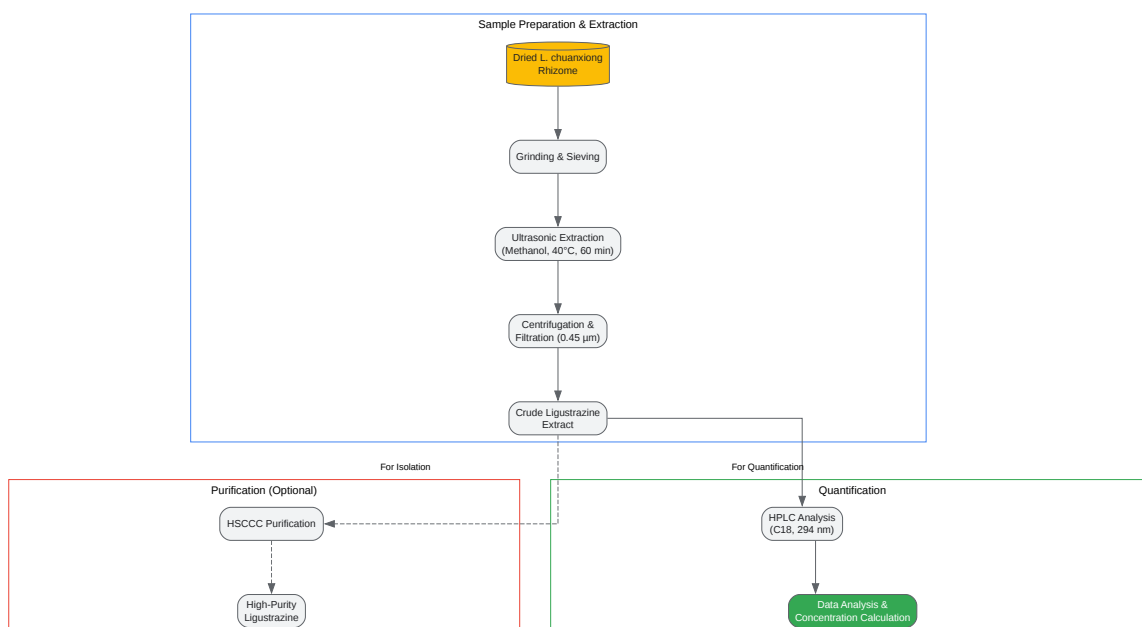 Sample Preparation & Extraction
Dried L. chuanxiong
Rhizome
Grinding & Sieving
Ultrasonic Extraction
(Methanol, 40°C, 60 min)
Centrifugation &
Filtration (0.45 µm)
Crude Ligustrazine
Extract
For Isolation
For Quantification
Purification (Optional)
Quantification
HSCCC Purification
HPLC Analysis
(C18, 294 nm)
High-Purity
Ligustrazine
Data Analysis &
Concentration Calculation